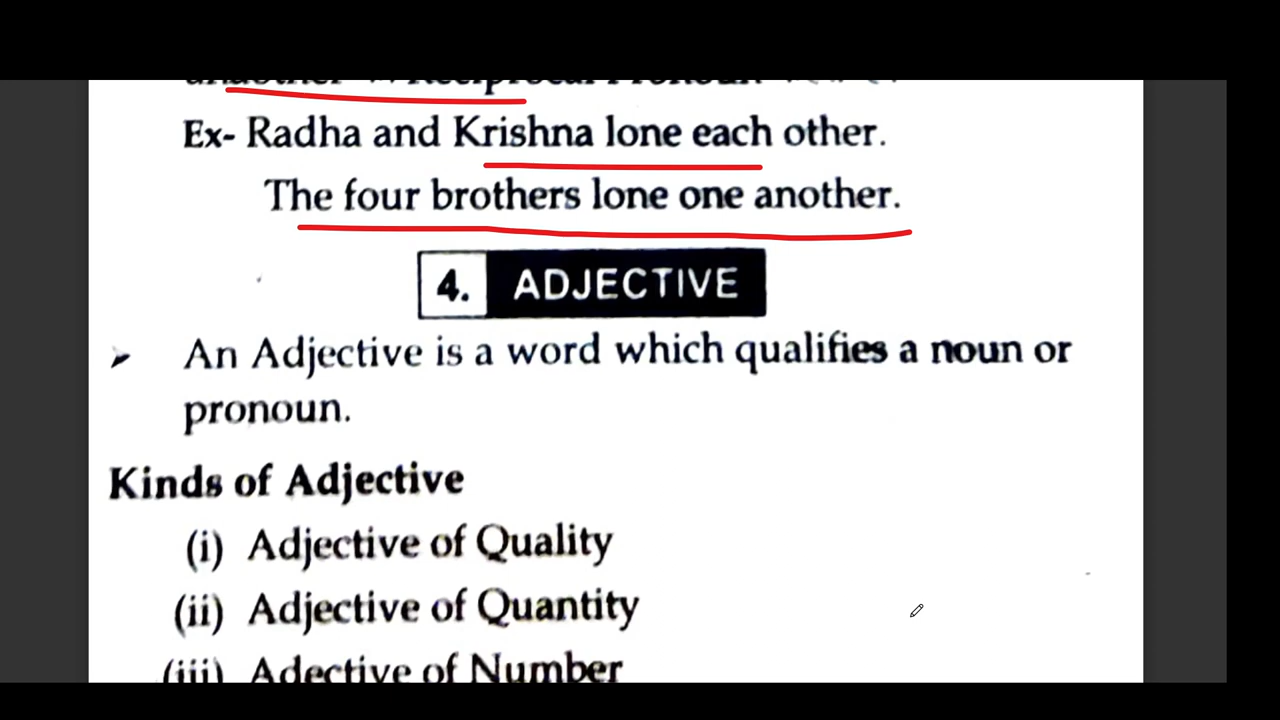 Ex- Radha and Krishna lone each other.
The four brothers lone one another.
4. ADJECTIVE
➤ An Adjective is a word which qualifies a noun or
pronoun.
Kinds of Adjective
(i) Adjective of Quality
(ii) Adjective of Quantity
(iii) Adective of Number